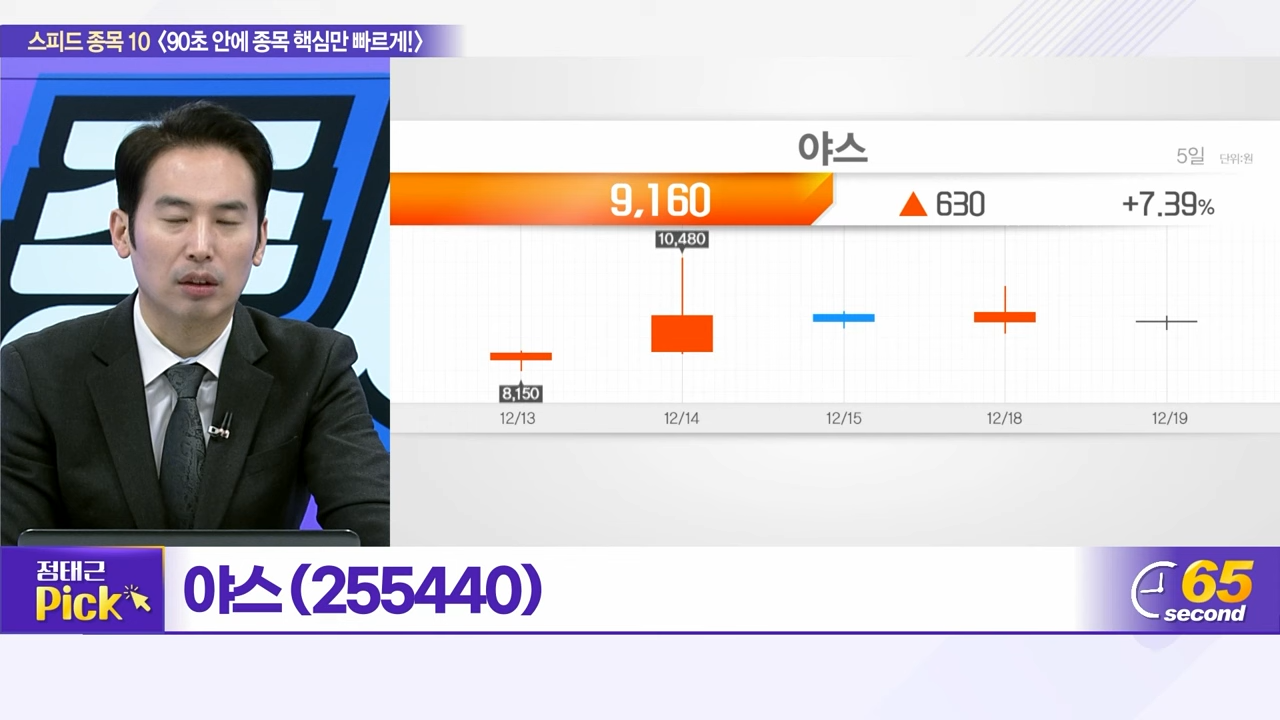 스피드 종목 10 〈90초 안에 종목 핵심만 빠르게!〉
야스
5일 단위:원
9,160 ▲ 630 +7.39%
10,480
8,150
12/13 12/14 12/15 12/18 12/19
정태근
Pick
야스(255440)
65
second